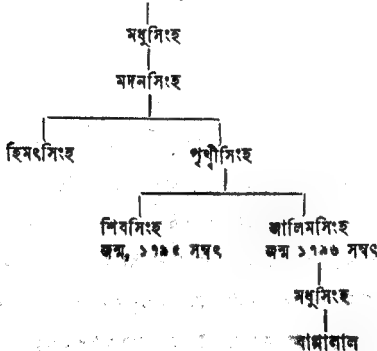 মধুসিংহ
মদনসিংহ
হিমৎসিংহ পৃথ্বীসিংহ
শিবসিংহ জালিমসিংহ
জন্ম, ১৭৯৫ সম্বৎ জন্ম ১৭৯৬ সম্বৎ
মধুসিংহ
বাপ্পালাল